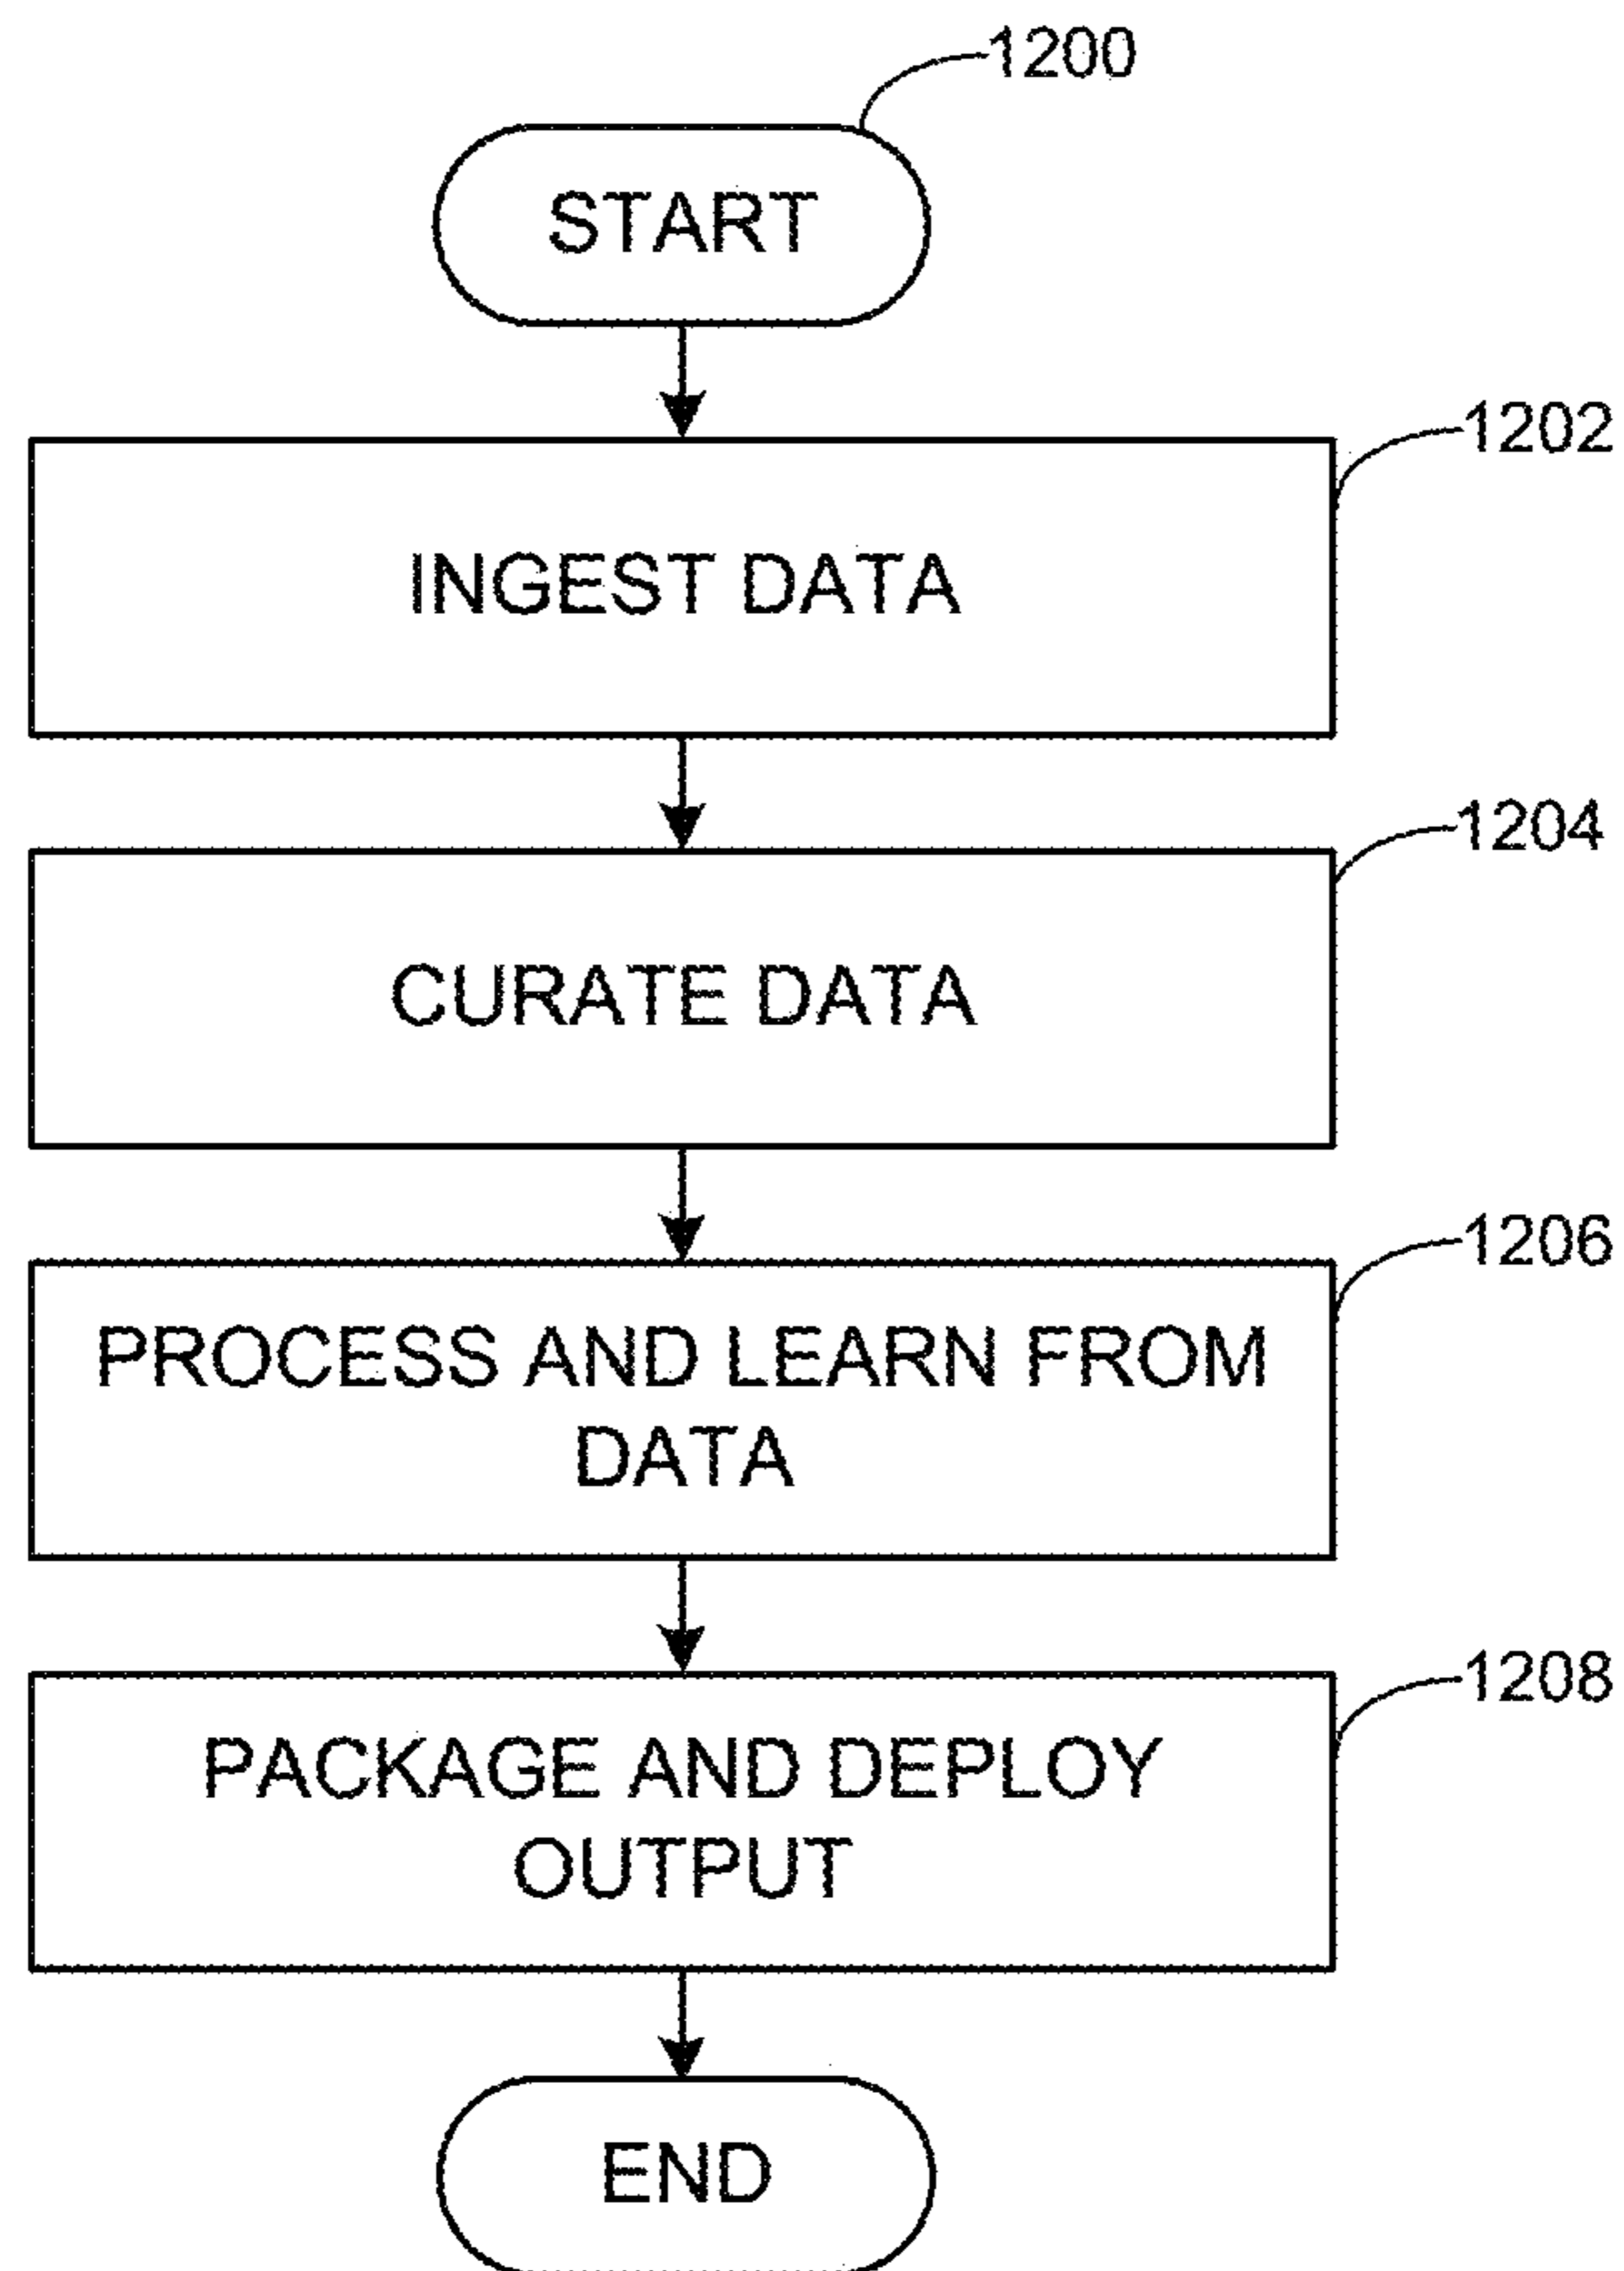 1200
START
1202
INGEST DATA
1204
CURATE DATA
1206
PROCESS AND LEARN FROM
DATA
1208
PACKAGE AND DEPLOY
OUTPUT
END